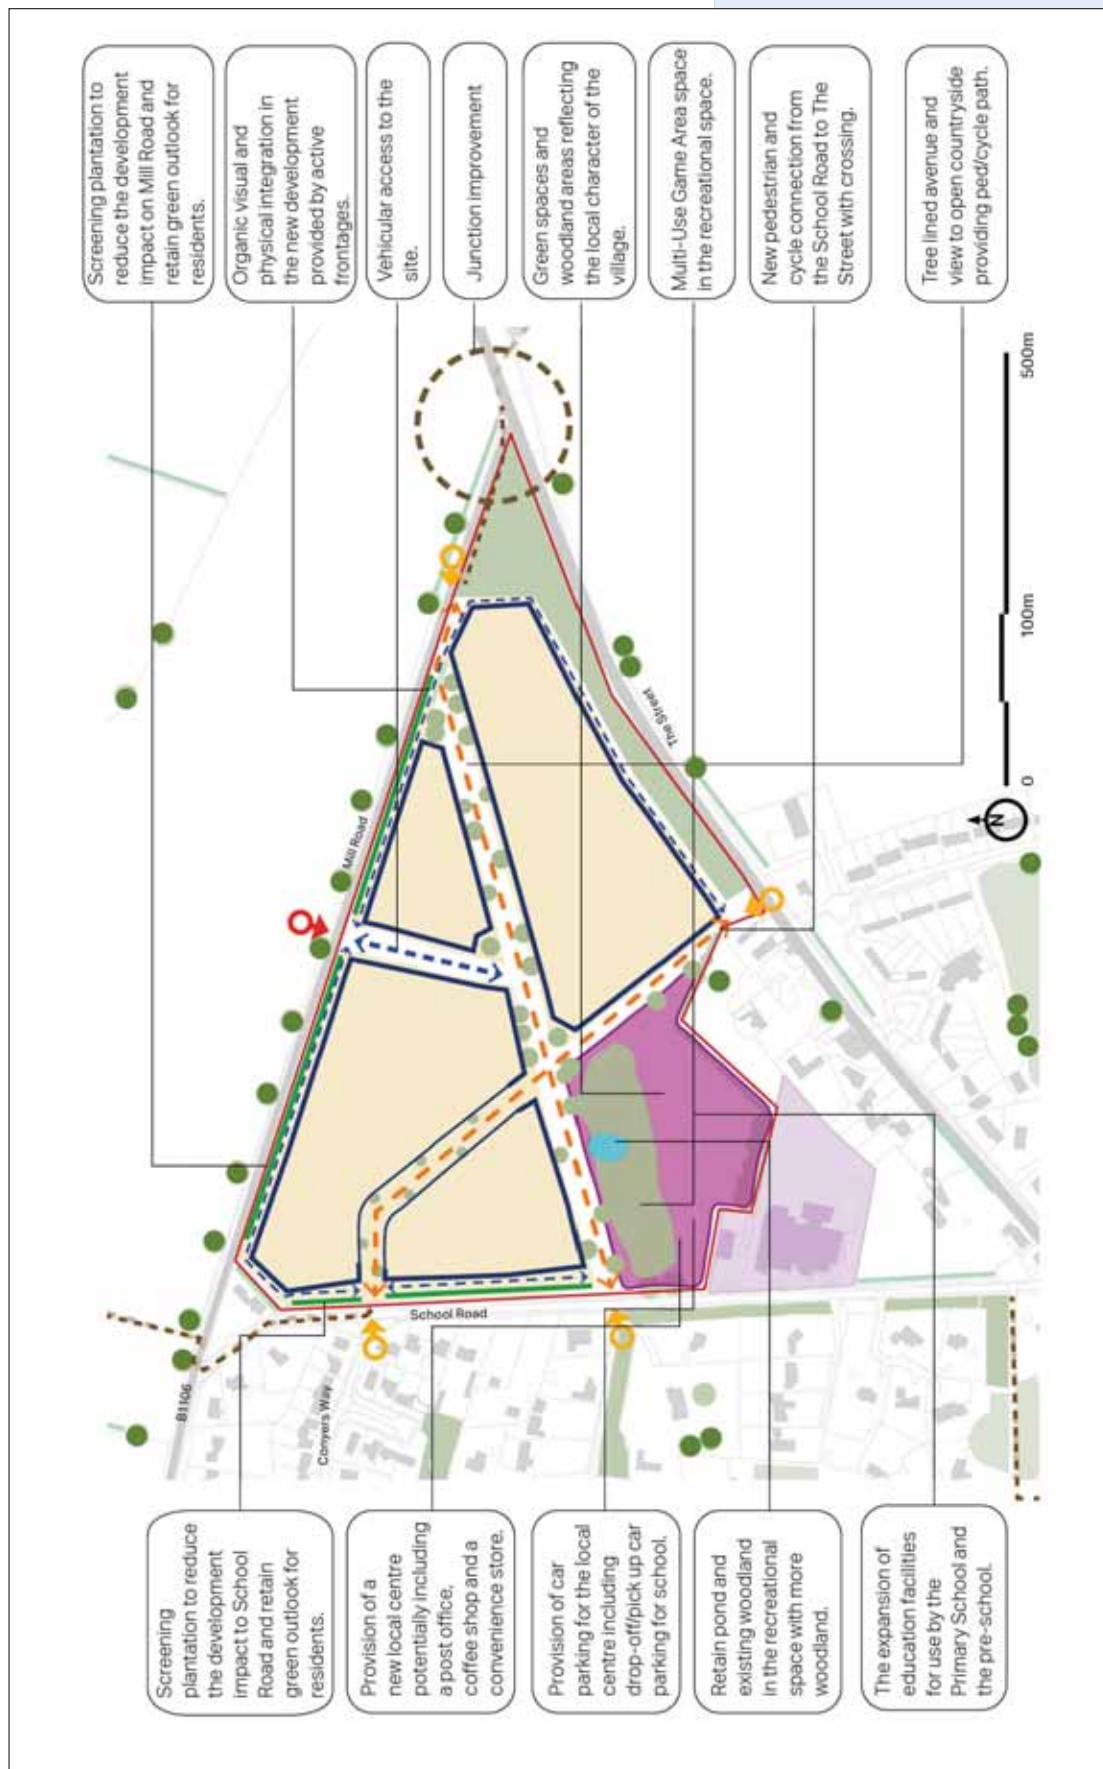 Screening plantation to
reduce the development
impact on Mill Road and
retain green outlook for
residents.
Organic visual and
physical integration in
the new development
provided by active
frontages.
Vehicular access to the
site.
Junction improvement
Green spaces and
woodland areas reflecting
the local character of the
village.
Multi-Use Game Area space
in the recreational space.
New pedestrian and
cycle connection from
the School Road to The
Street with crossing.
Tree lined avenue and
view to open countryside
providing ped/cycle path.
Mill Road
The Street
School Road
B1106
Conyers Way
N
0
100m
500m
Screening
plantation to reduce
the development
impact to School
Road and retain
green outlook for
residents.
Provision of a
new local centre
potentially including
a post office,
coffee shop and a
convenience store.
Provision of car
parking for the local
centre including
drop-off/pick up car
parking for school.
Retain pond and
existing woodland
in the recreational
space with more
woodland.
The expansion of
education facilities
for use by the
Primary School and
the pre-school.